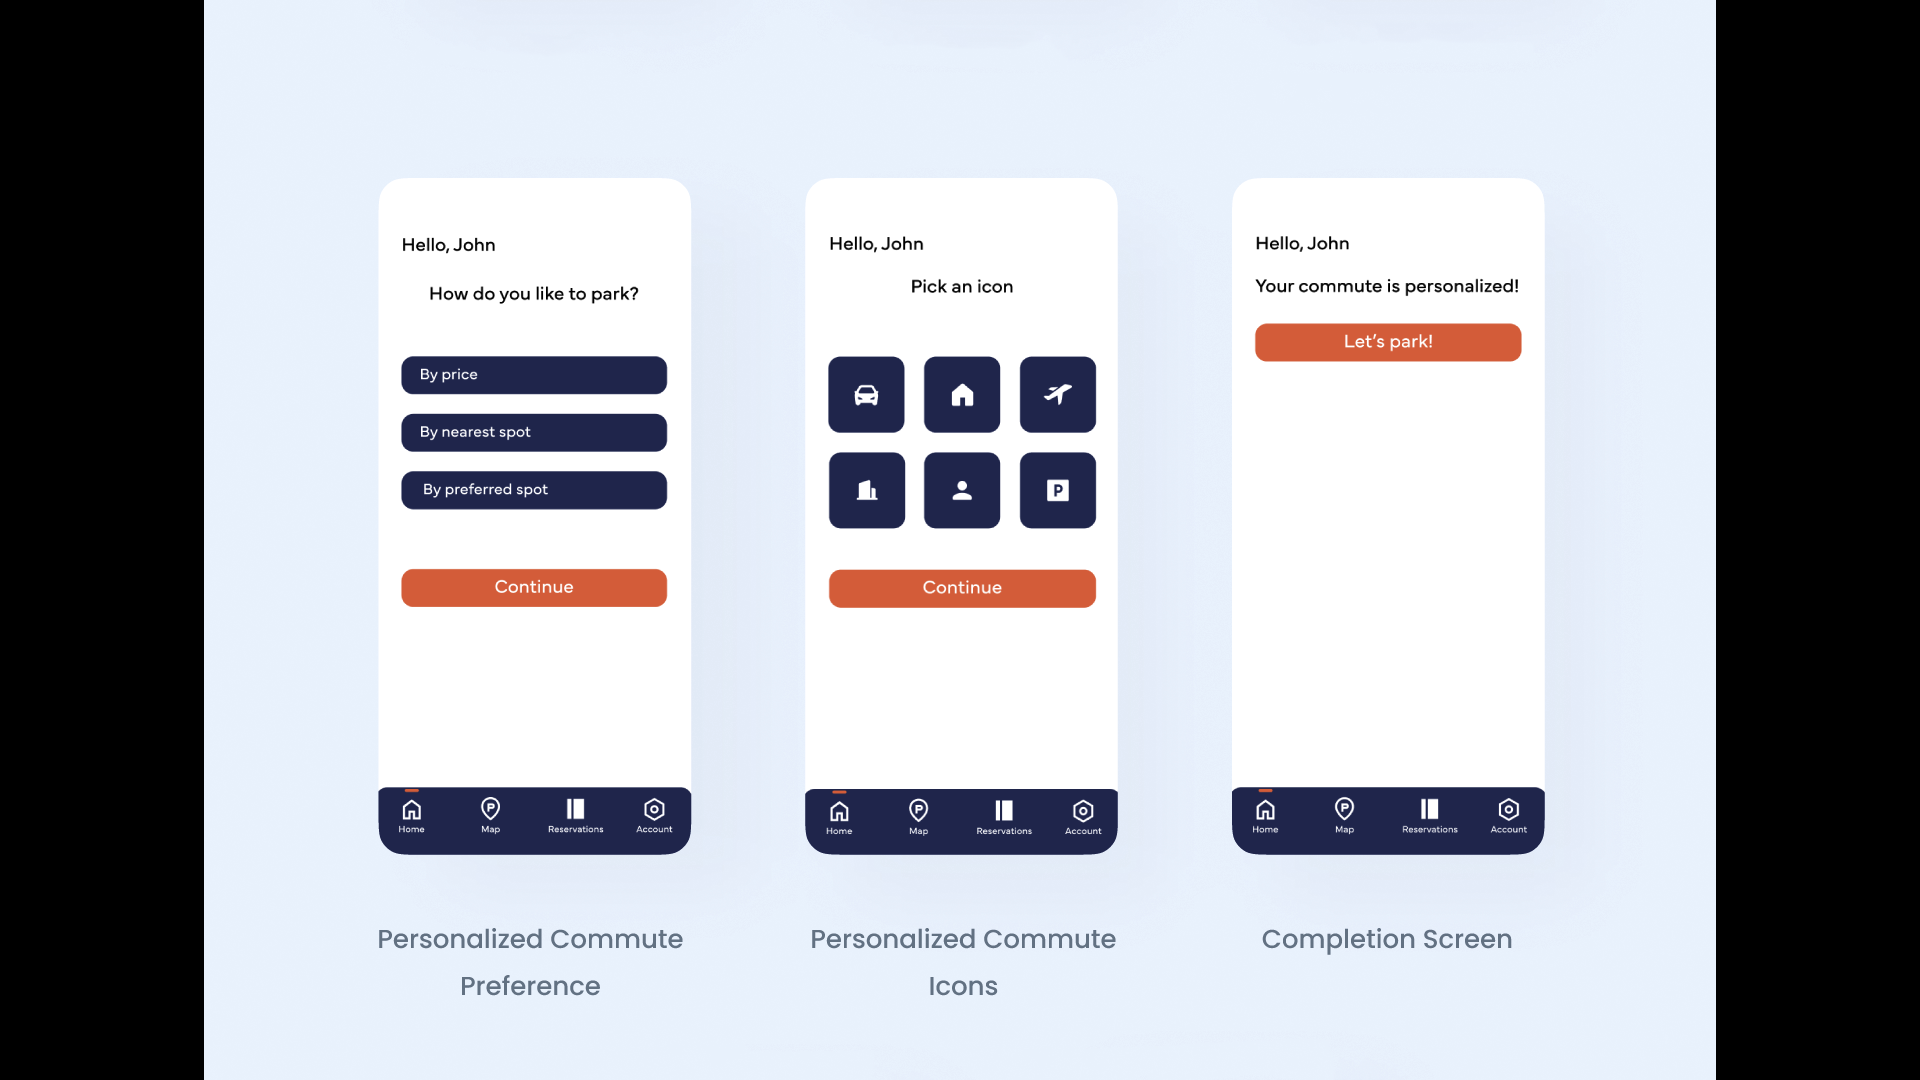 Hello, John
How do you like to park?
By price
By nearest spot
By preferred spot
Continue
Home
Map
Reservations
Account
Personalized Commute
Preference
Hello, John
Pick an icon
P
Continue
Home
Map
Reservations
Account
Personalized Commute
Icons
Hello, John
Your commute is personalized!
Let's park!
Home
Map
Reservations
Account
Completion Screen